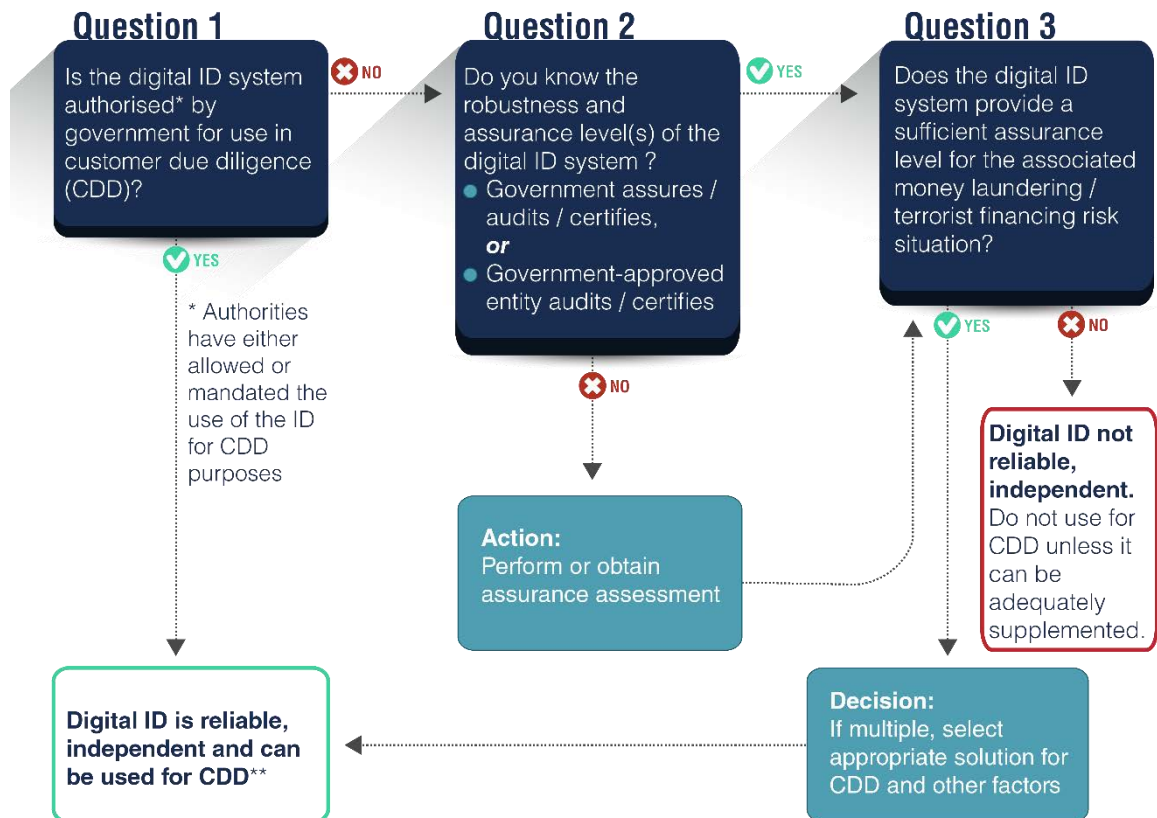 Question 1
Is the digital ID system
authorised* by
government for use in
customer due diligence
(CDD)?
NO
YES
* Authorities
have either
allowed or
mandated the
use of the ID
for CDD
purposes
Question 2
Do you know the
robustness and
assurance level(s) of the
digital ID system ?
Government assures /
audits / certifies,
or
Government-approved
entity audits / certifies
YES
NO
Action:
Perform or obtain
assurance assessment
Question 3
Does the digital ID
system provide a
sufficient assurance
level for the associated
money laundering /
terrorist financing risk
situation?
YES
NO
Digital ID not
reliable,
independent.
Do not use for
CDD unless it
can be
adequately
supplemented.
Decision:
If multiple, select
appropriate solution for
CDD and other factors
Digital ID is reliable,
independent and can
be used for CDD**